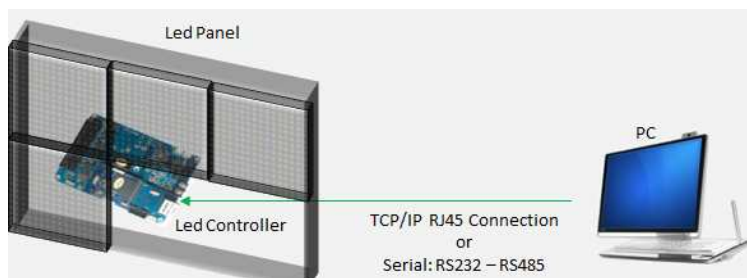 Led Panel
PC
Led Controller
TCP/IP RJ45 Connection
or
Serial: RS232 – RS485